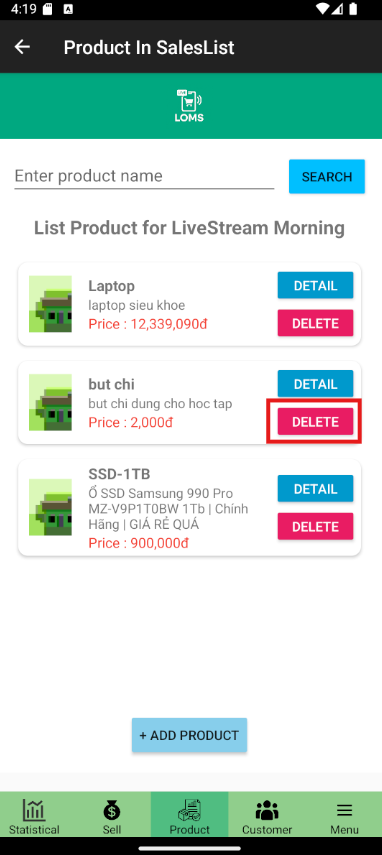 4:19
Product In SalesList
LOMS
Enter product name
SEARCH
List Product for LiveStream Morning
Laptop
laptop sieu khoe
Price : 12,339,090đ
DETAIL
DELETE
but chi
but chi dung cho hoc tap
Price : 2,000đ
DETAIL
DELETE
SSD-1TB
Ổ SSD Samsung 990 Pro
MZ-V9P1T0BW 1Tb | Chính
Hãng | GIÁ RẺ QUÁ
Price : 900,000đ
DETAIL
DELETE
+ ADD PRODUCT
Statistical
Sell
Product
Customer
Menu